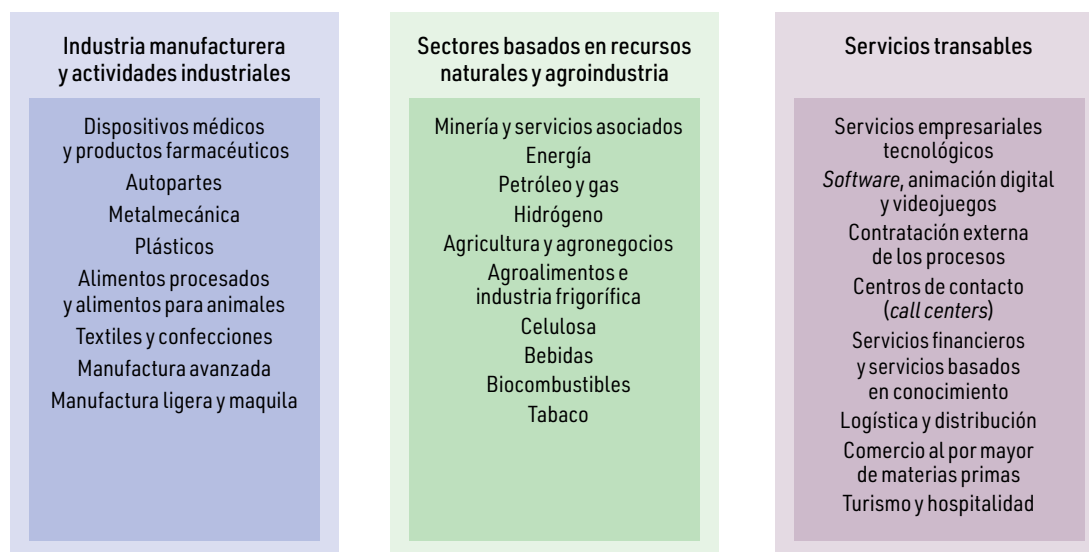 Industria manufacturera
y actividades industriales
Dispositivos médicos
y productos farmacéuticos
Autopartes
Metalmecánica
Plásticos
Alimentos procesados
y alimentos para animales
Textiles y confecciones
Manufactura avanzada
Manufactura ligera y maquila
Sectores basados en recursos
naturales y agroindustria
Minería y servicios asociados
Energía
Petróleo y gas
Hidrógeno
Agricultura y agronegocios
Agroalimentos e
industria frigorífica
Celulosa
Bebidas
Biocombustibles
Tabaco
Servicios transables
Servicios empresariales
tecnológicos
Software, animación digital
y videojuegos
Contratación externa
de los procesos
Centros de contacto
(call centers)
Servicios financieros
y servicios basados
en conocimiento
Logística y distribución
Comercio al por mayor
de materias primas
Turismo y hospitalidad